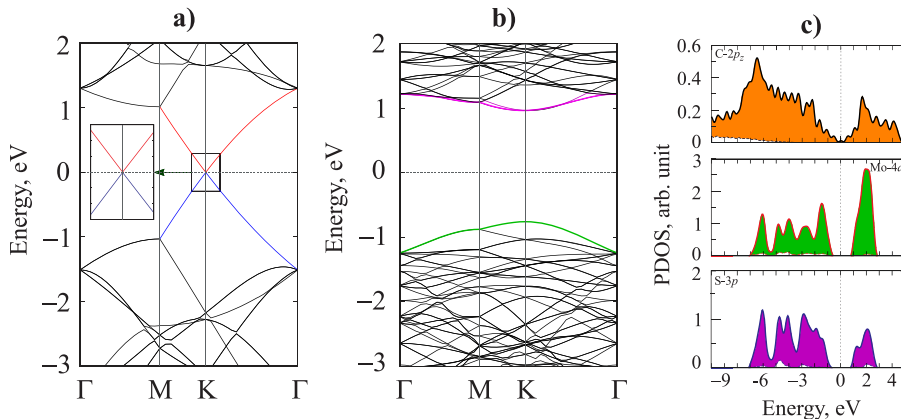 a)
b)
c)
2
1
0
−1
−2
−3
Energy, eV
Γ
M
K
Γ
2
1
0
−1
−2
−3
Energy, eV
Γ
M
K
Γ
0.6
0.4
0.2
0
C-2pz
3
2
1
0
Mo-4d
2
1
0
S-3p
PDOS, arb. unit
−9 −6 −3 0 2 4
Energy, eV